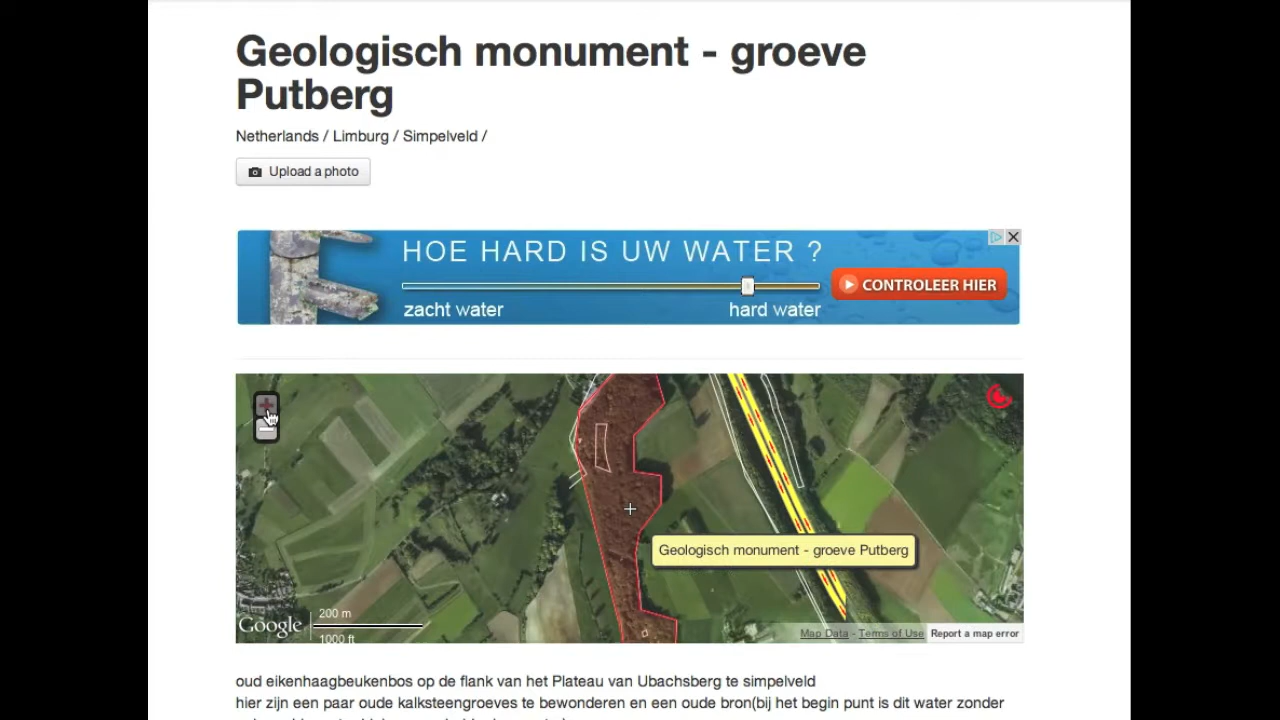 Geologisch monument - groeve
Putberg
Netherlands / Limburg / Simpelveld /
Upload a photo
HOE HARD IS UW WATER ?
CONTROLEER HIER
zacht water
hard water
Geologisch monument - groeve Putberg
200 m
1000 ft
Google
Map Data - Terms of Use Report a map error
oud eikenhaagbeukenbos op de flank van het Plateau van Ubachsberg te simpelveld
hier zijn een paar oude kalksteengroeves te bewonderen en een oude bron(bij het begin punt is dit water zonder